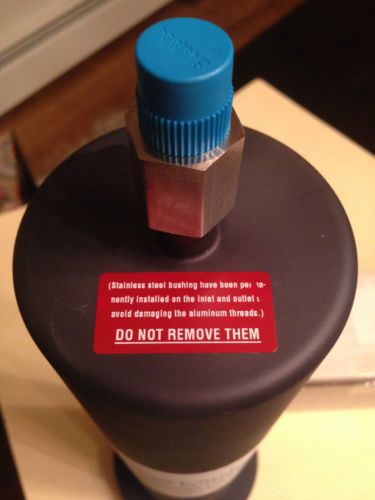 (Stainless steel bushing have been perma-
nently installed on the inlet and outlet t
avoid damaging the aluminum threads.)
DO NOT REMOVE THEM